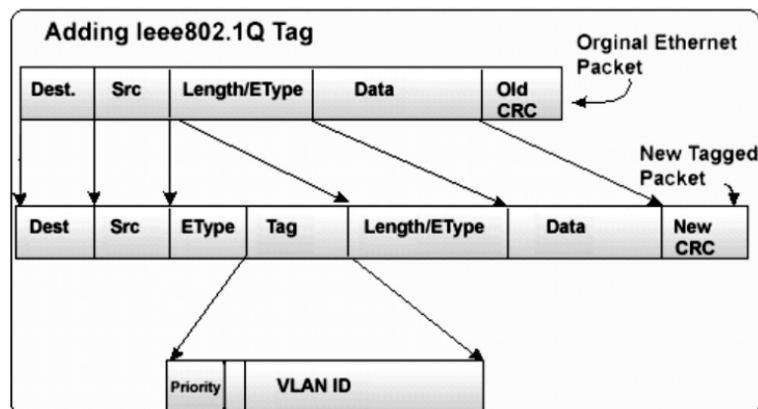 Adding Ieee802.1Q Tag
Orginal Ethernet
Packet
Dest. Src Length/EType Data Old
CRC
New Tagged
Packet
Dest Src EType Tag Length/EType Data New
CRC
Priority VLAN ID